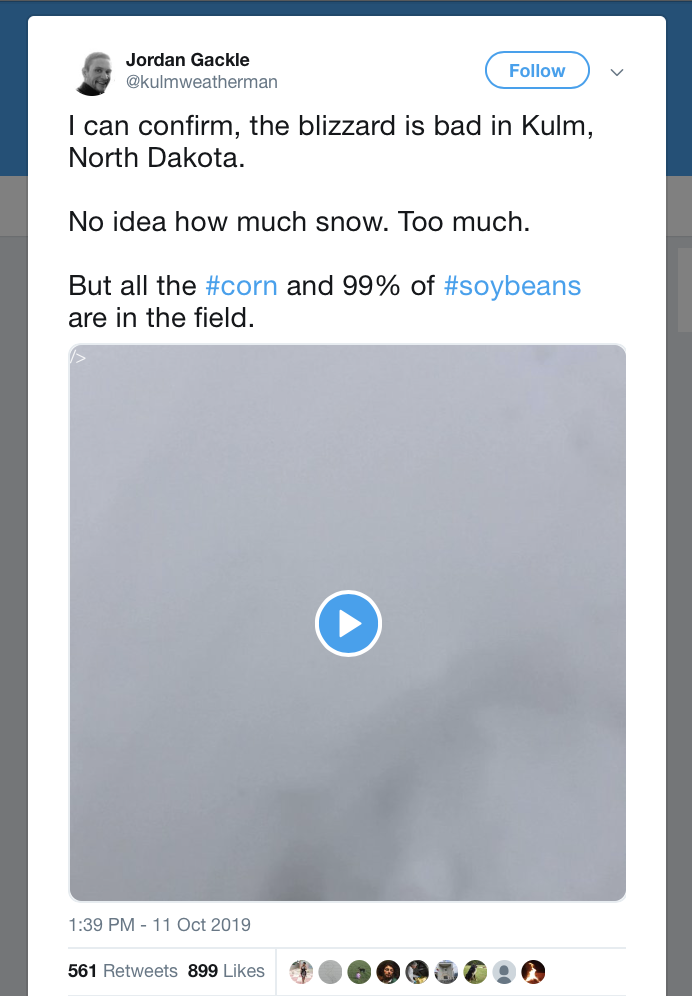 Jordan Gackle
@kulmweatherman
Follow
I can confirm, the blizzard is bad in Kulm,
North Dakota.
No idea how much snow. Too much.
But all the #corn and 99% of #soybeans
are in the field.
/>
1:39 PM - 11 Oct 2019
561 Retweets 899 Likes